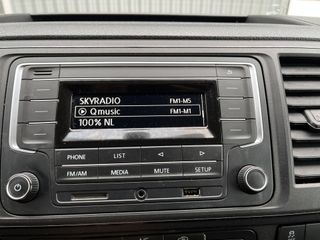 SKYRADIO FM1-M5
Qmusic FM1-M1
100% NL
PHONE LIST
FM/AM MEDIA MUTE SETUP